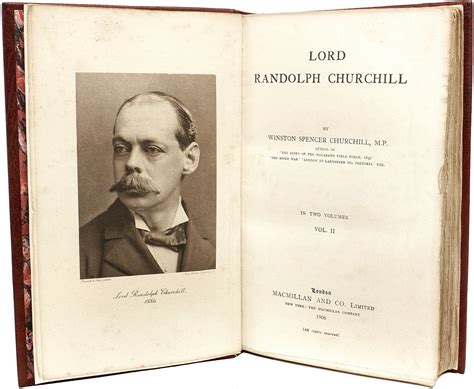 Lord Randolph Churchill,
LORD
RANDOLPH CHURCHILL
BY
WINSTON SPENCER CHURCHILL, M.P.
AUTHOR OF
'THE STORY OF THE MALAKAND FIELD FORCE, 1897'
'THE RIVER WAR' 'LONDON TO LADYSMITH VIA PRETORIA' ETC.
IN TWO VOLUMES
VOL. II
London
MACMILLAN AND CO. LIMITED
NEW YORK: THE MACMILLAN COMPANY
1906
[All rights reserved]